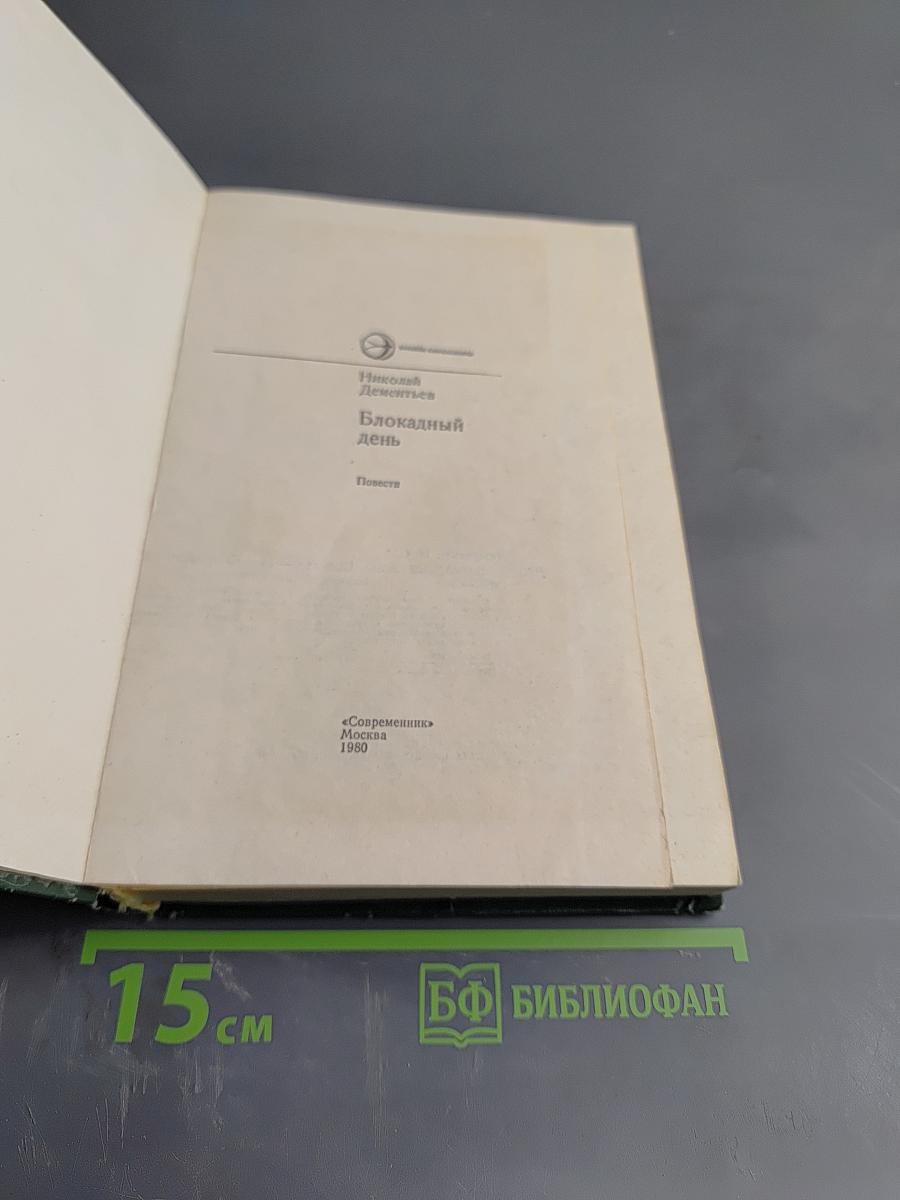 Николай
Дементьев
Блокадный
день
Повести
«Современник»
Москва
1980
15 см
БФ БИБЛИОФАН